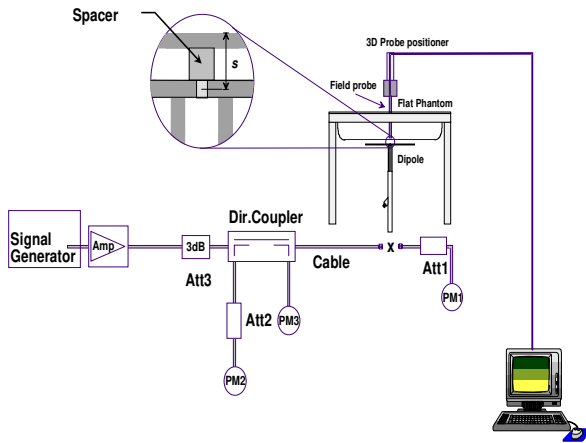 Spacer
s
3D Probe positioner
Field probe
Flat Phantom
Dipole
Dir.Coupler
Signal
Generator
Amp
3dB
Att3
Cable
x
Att1
PM1
Att2
PM3
PM2